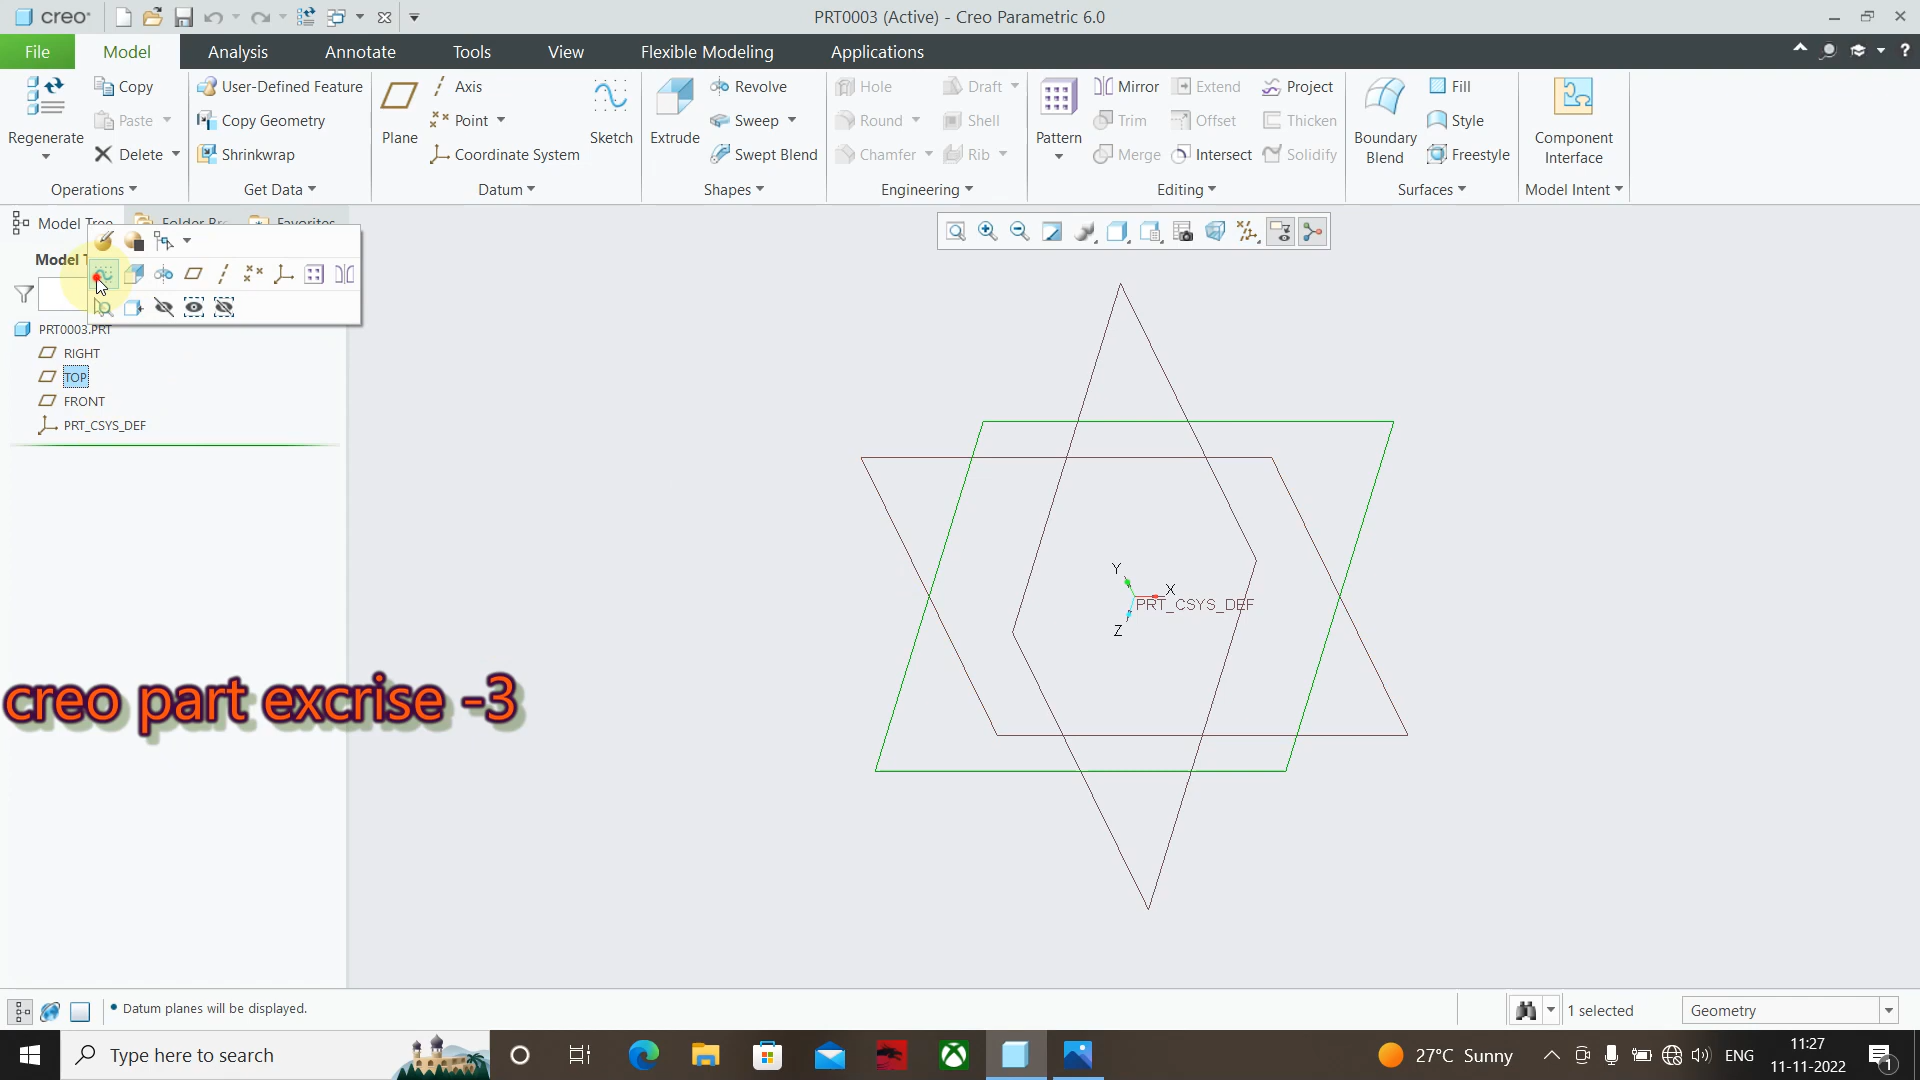 creo
PRT0003 (Active) - Creo Parametric 6.0
File Model Analysis Annotate Tools View Flexible Modeling Applications
Regenerate
Copy
Paste
Delete
Operations
User-Defined Feature
Copy Geometry
Shrinkwrap
Get Data
Plane
Axis
Point
Coordinate System
Sketch
Datum
Extrude
Revolve
Sweep
Swept Blend
Shapes
Hole Draft
Round Shell
Chamfer Rib
Engineering
Pattern
Mirror Extend Project
Trim Offset Thicken
Merge Intersect Solidify
Editing
Boundary
Blend
Fill
Style
Freestyle
Surfaces
Component
Interface
Model Intent
Model Tree Folder Br Favorites
Model T
PRT0003.PRT
RIGHT
TOP
FRONT
PRT_CSYS_DEF
Y
X
PRT_CSYS_DEF
Z
creo part excrise -3
Datum planes will be displayed.
1 selected
Geometry
Type here to search
27°C Sunny
ENG
11:27
11-11-2022
1